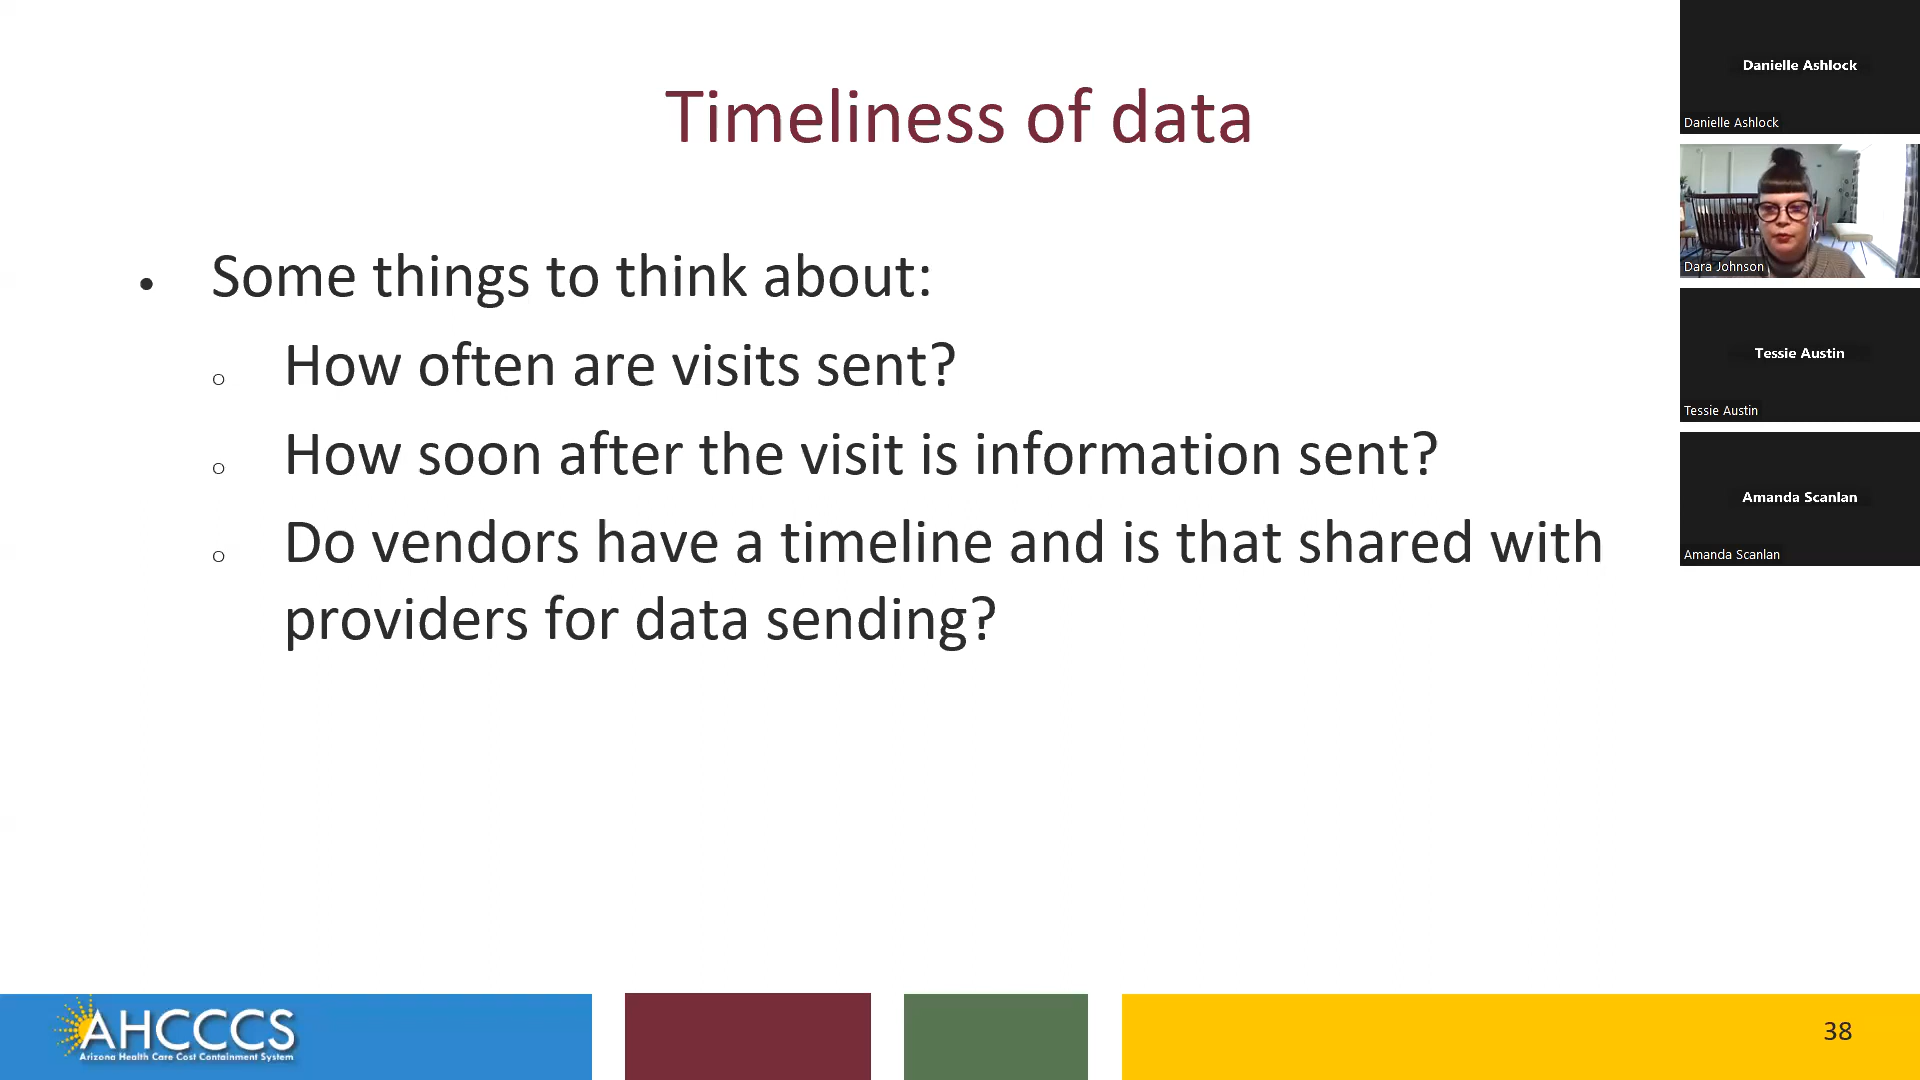 Timeliness of data
• Some things to think about:
o How often are visits sent?
o How soon after the visit is information sent?
o Do vendors have a timeline and is that shared with
providers for data sending?
Danielle Ashlock
Danielle Ashlock
Dara Johnson
Tessie Austin
Tessie Austin
Amanda Scanlan
Amanda Scanlan
AHCCCS
Arizona Health Care Cost Containment System
38